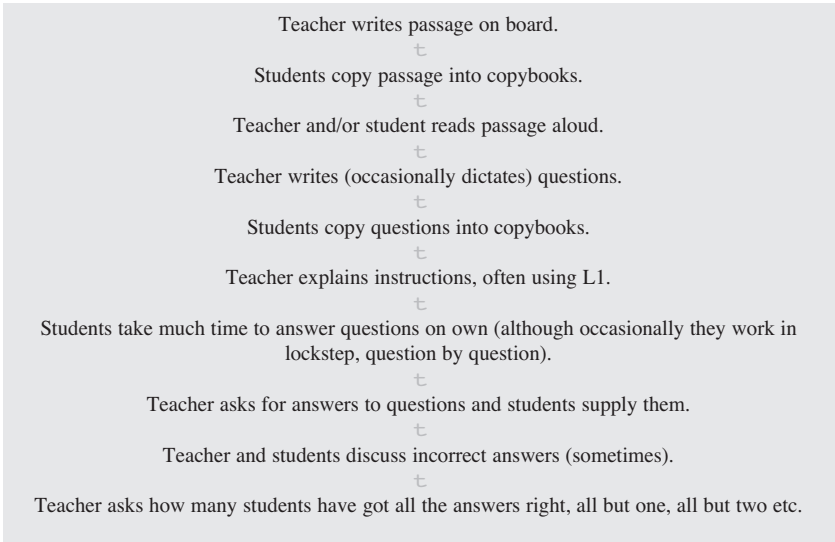 Teacher writes passage on board.
t
Students copy passage into copybooks.
t
Teacher and/or student reads passage aloud.
t
Teacher writes (occasionally dictates) questions.
t
Students copy questions into copybooks.
t
Teacher explains instructions, often using L1.
t
Students take much time to answer questions on own (although occasionally they work in
lockstep, question by question).
t
Teacher asks for answers to questions and students supply them.
t
Teacher and students discuss incorrect answers (sometimes).
t
Teacher asks how many students have got all the answers right, all but one, all but two etc.